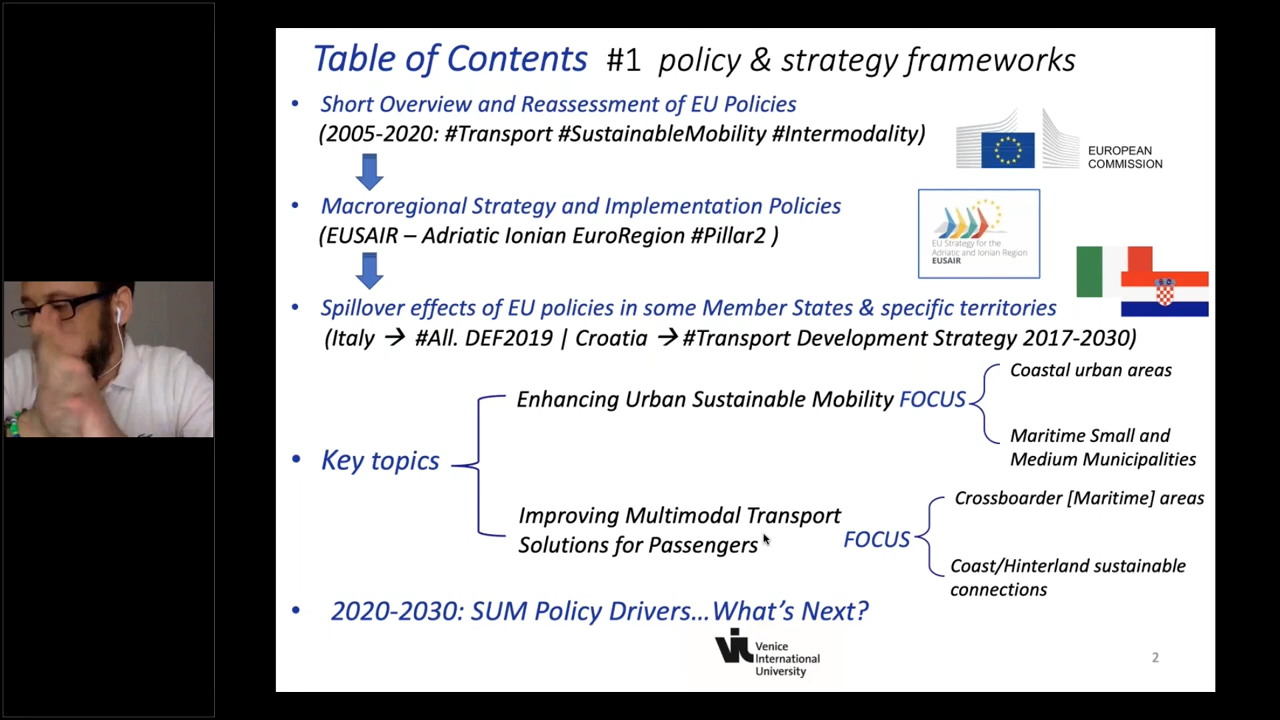 Table of Contents #1 policy & strategy frameworks
• Short Overview and Reassessment of EU Policies
(2005-2020: #Transport #SustainableMobility #Intermodality)
EUROPEAN
COMMISSION
• Macroregional Strategy and Implementation Policies
(EUSAIR – Adriatic Ionian EuroRegion #Pillar2 )
EU Strategy for the
Adriatic and Ionian Region
EUSAIR
• Spillover effects of EU policies in some Member States & specific territories
(Italy → #All. DEF2019 | Croatia → #Transport Development Strategy 2017-2030)
• Key topics
Enhancing Urban Sustainable Mobility FOCUS
Coastal urban areas
Maritime Small and
Medium Municipalities
Improving Multimodal Transport
Solutions for Passengers
FOCUS
Crossboarder [Maritime] areas
Coast/Hinterland sustainable
connections
• 2020-2030: SUM Policy Drivers…What’s Next?
VIU
Venice
International
University
2